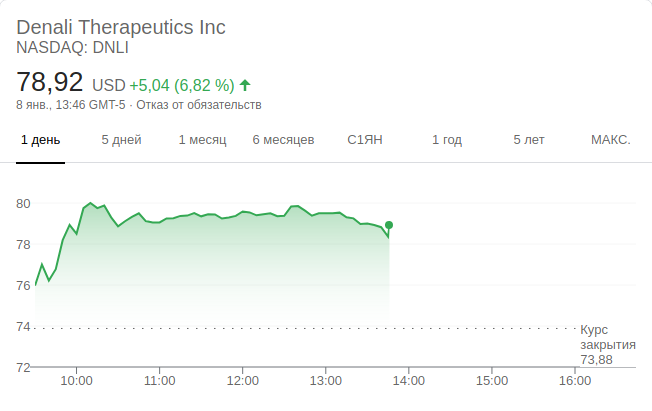 Denali Therapeutics Inc
NASDAQ: DNLI
78,92 USD +5,04 (6,82 %)
8 янв., 13:46 GMT-5 · Отказ от обязательств
1 день 5 дней 1 месяц 6 месяцев С1ЯН 1 год 5 лет МАКС.
80
78
76
74
Курс
закрытия
73,88
72
10:00 11:00 12:00 13:00 14:00 15:00 16:00